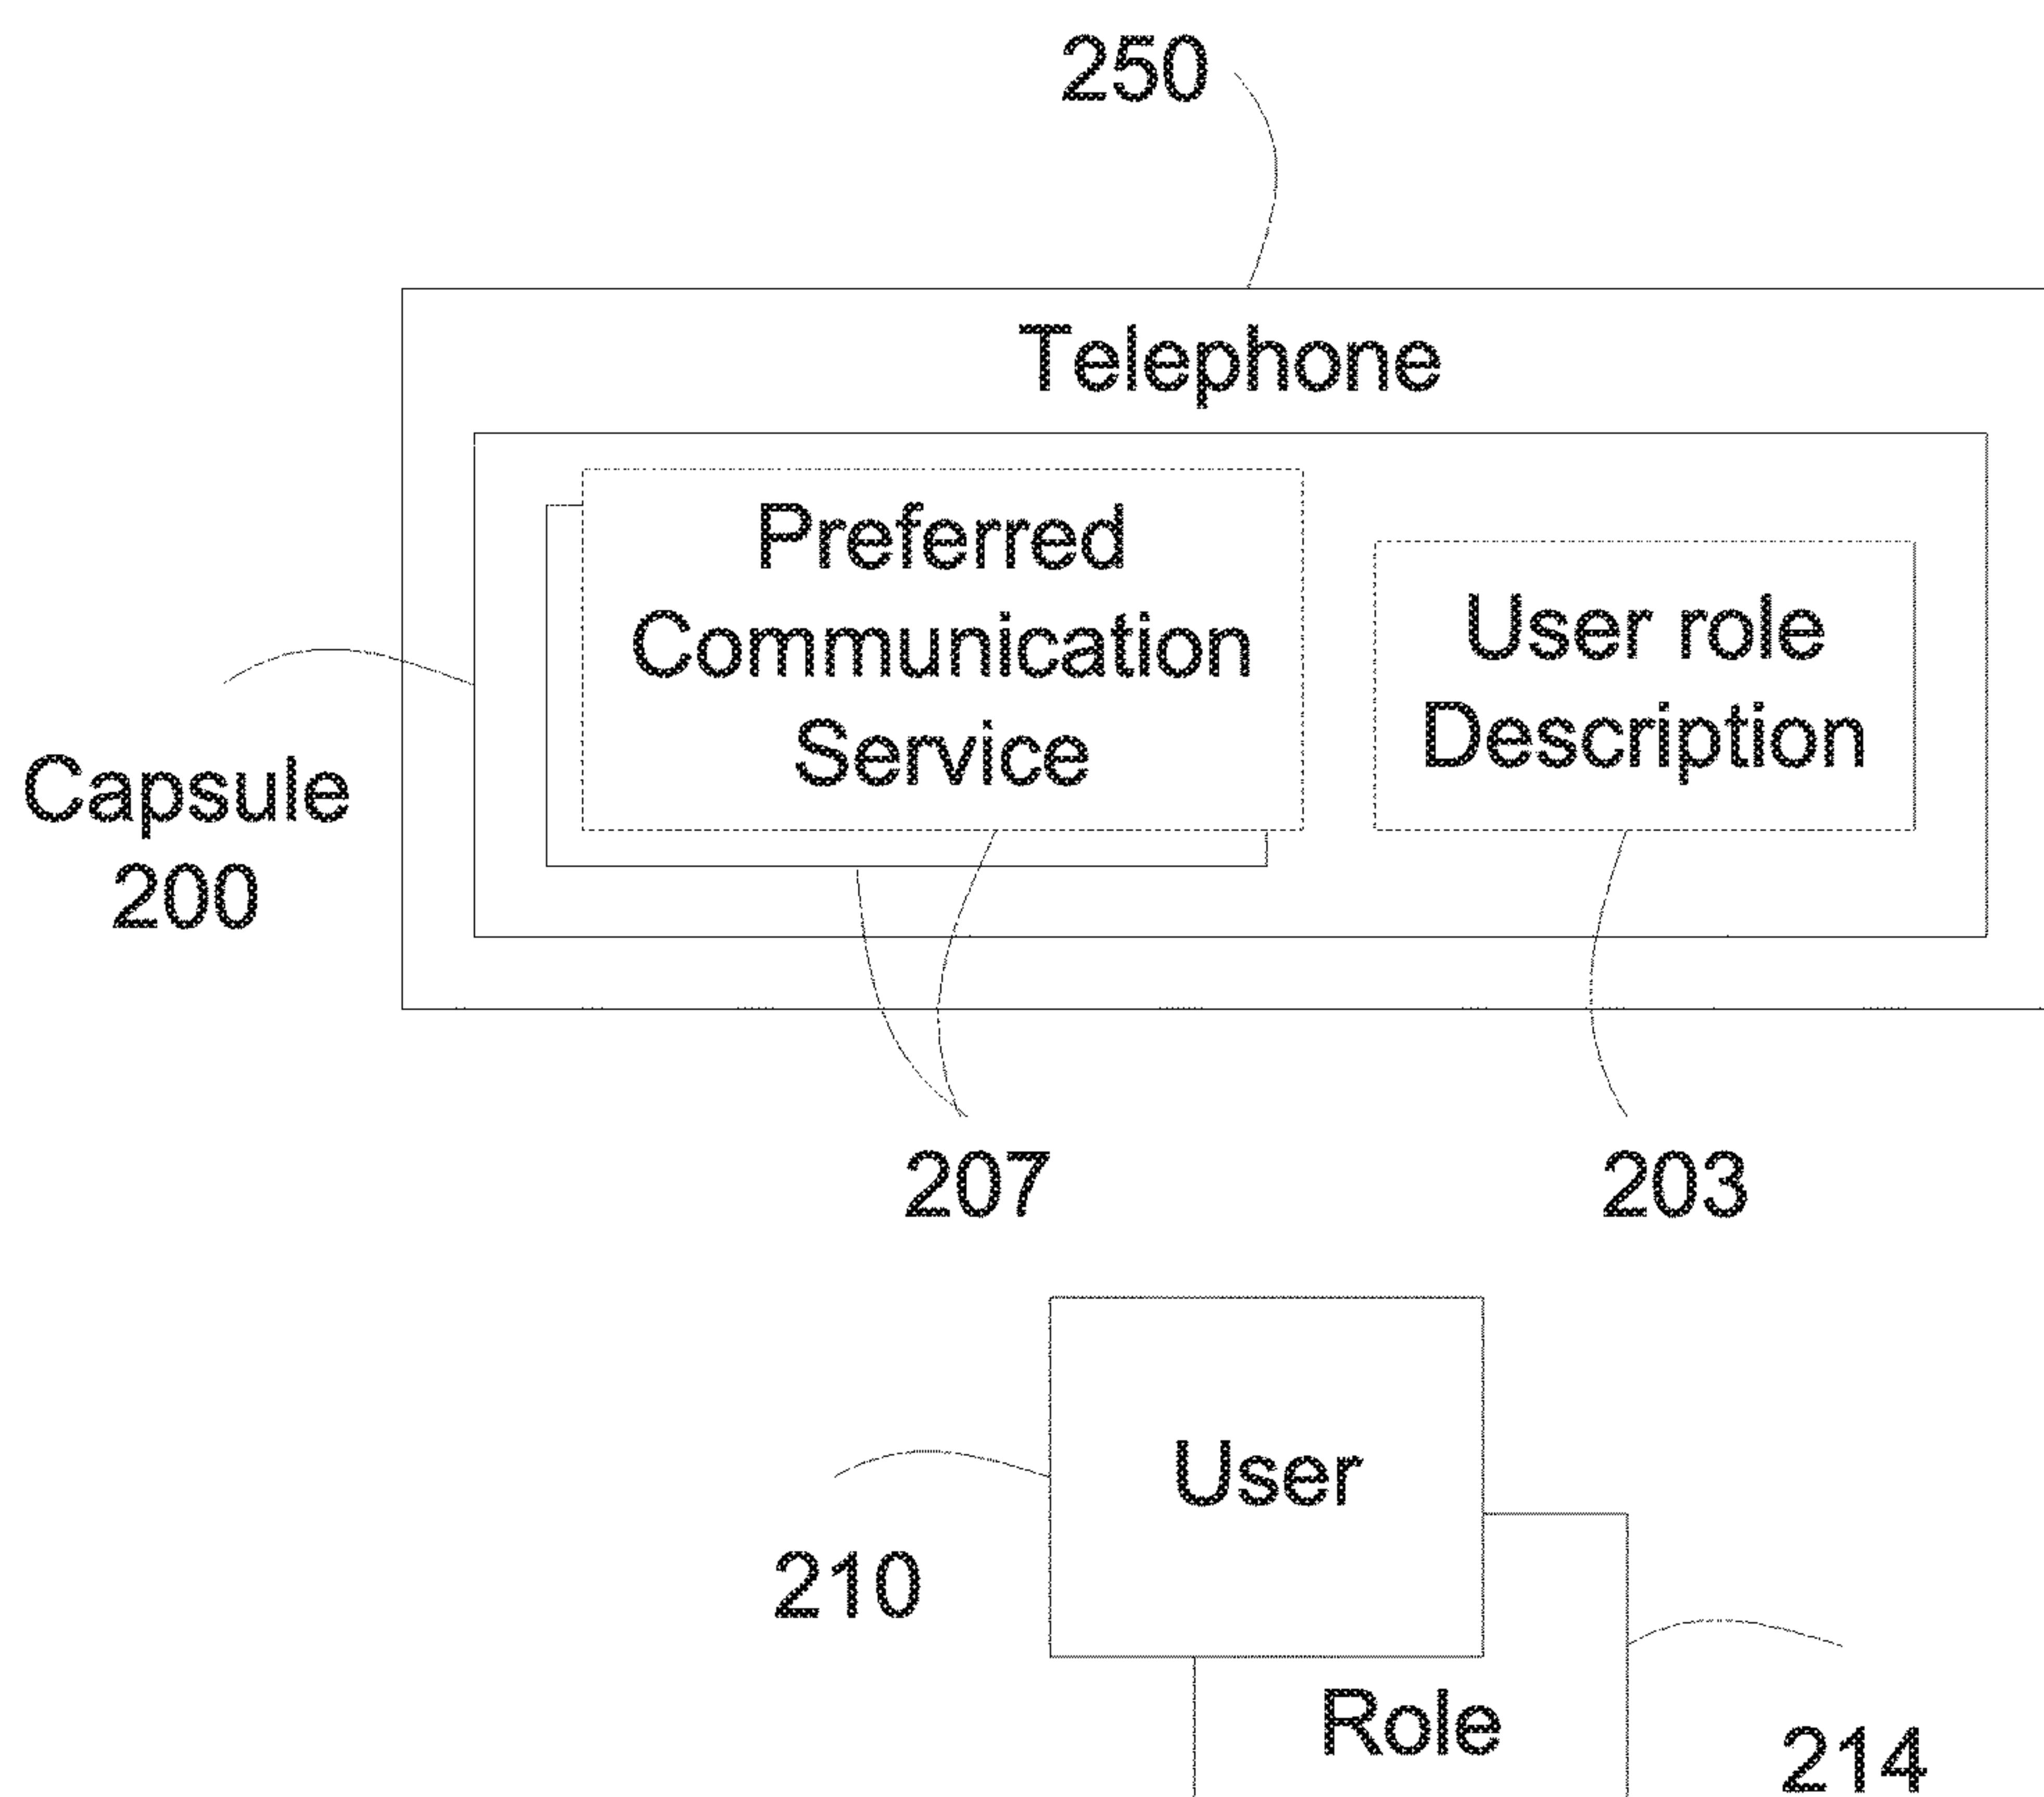 250
Telephone
Preferred
Communication
Service
User role
Description
Capsule
200
207
203
User
210
Role
214